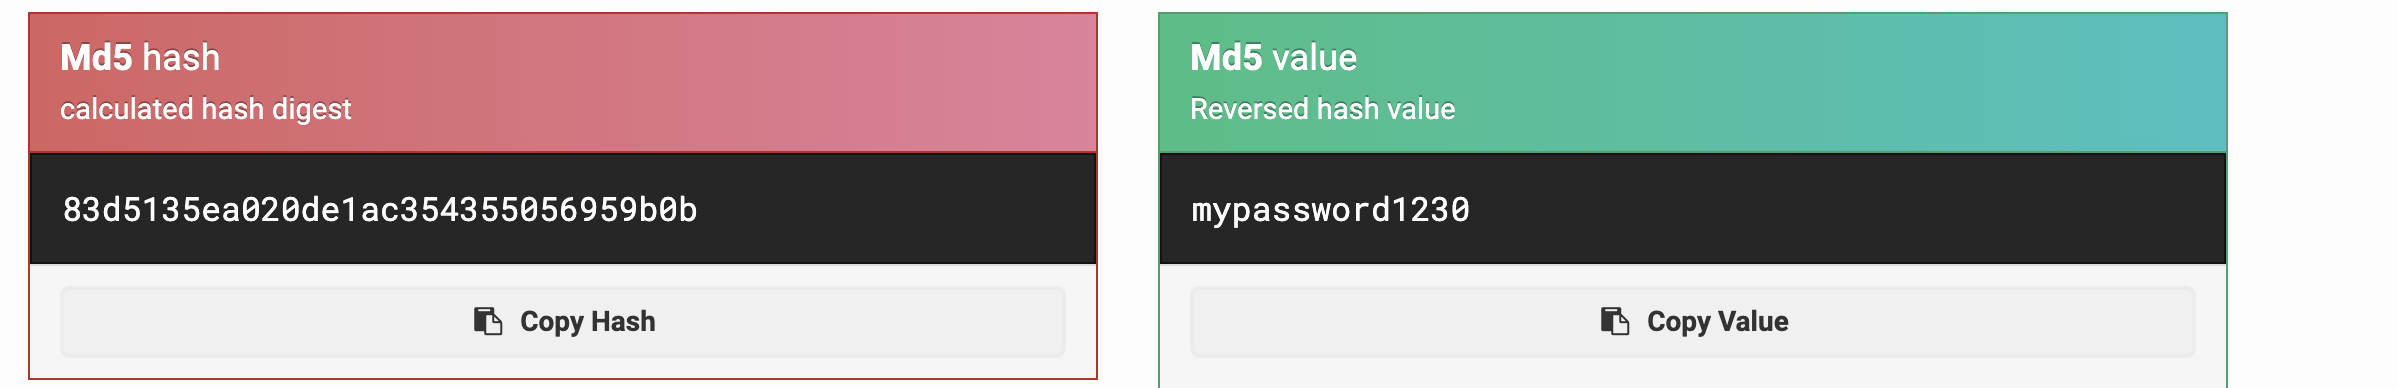 Md5 hash
calculated hash digest
83d5135ea020de1ac354355056959b0b
Copy Hash
Md5 value
Reversed hash value
mypassword1230
Copy Value